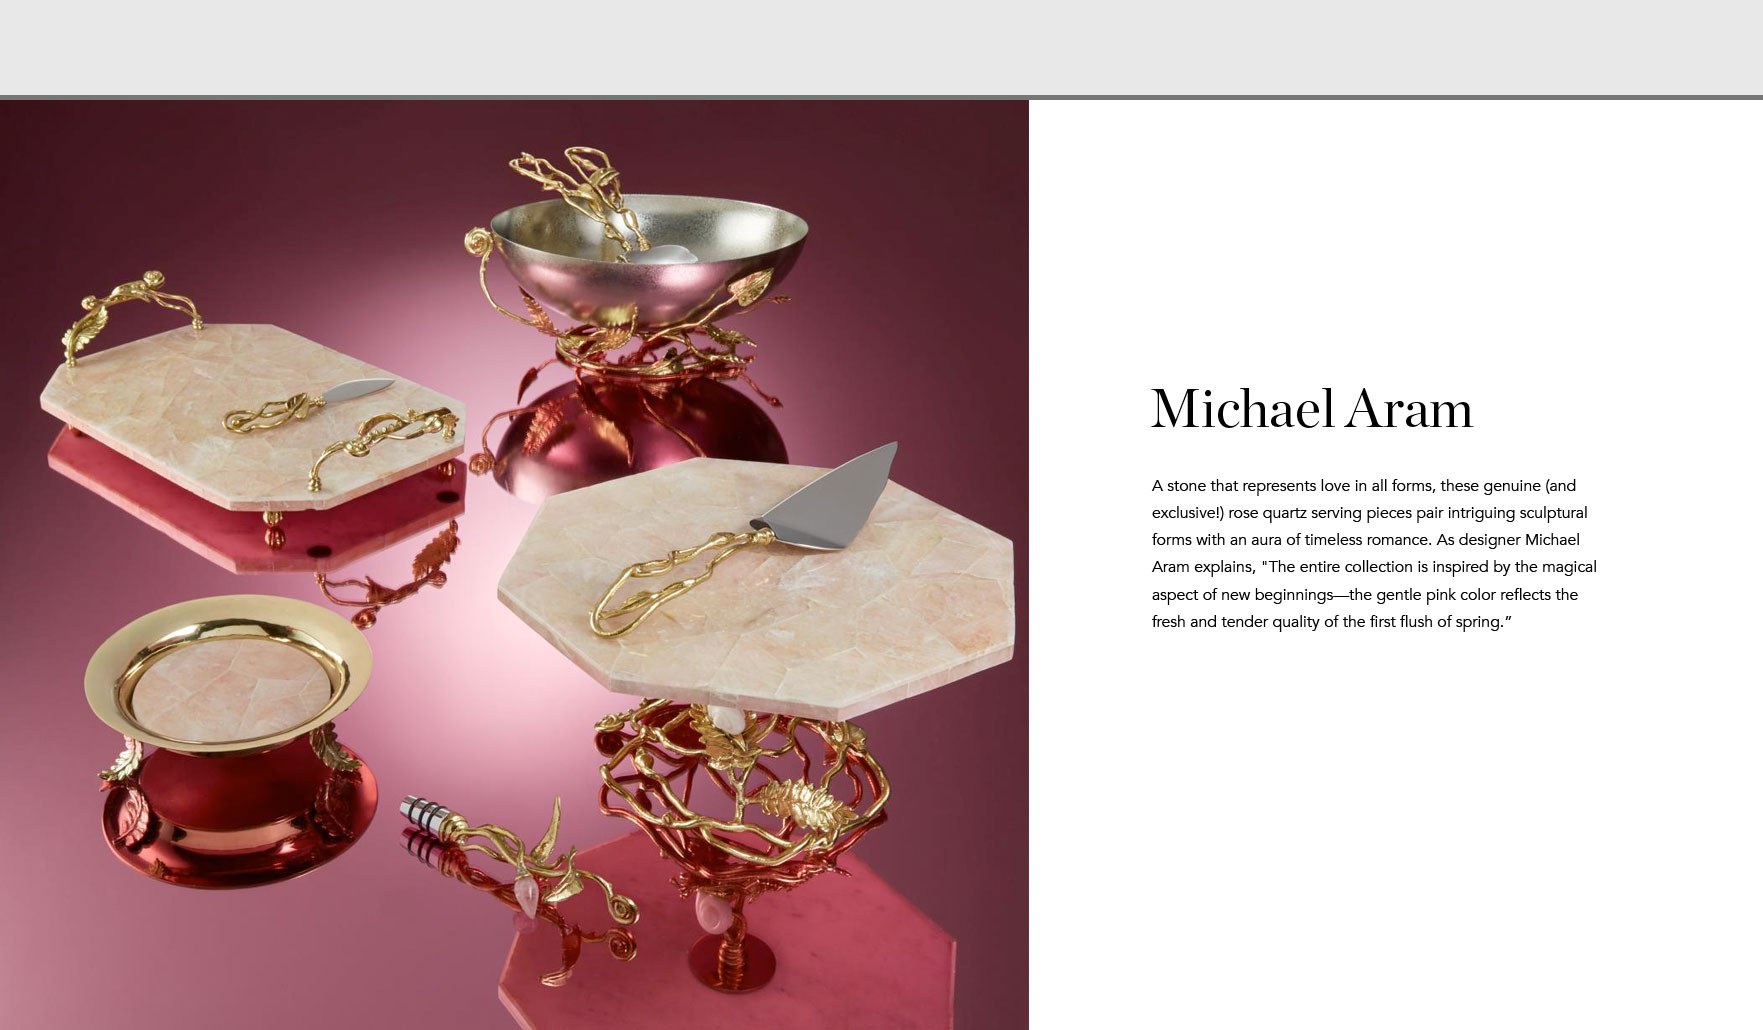 Michael Aram
A stone that represents love in all forms, these genuine (and
exclusive!) rose quartz serving pieces pair intriguing sculptural
forms with an aura of timeless romance. As designer Michael
Aram explains, "The entire collection is inspired by the magical
aspect of new beginnings—the gentle pink color reflects the
fresh and tender quality of the first flush of spring.”